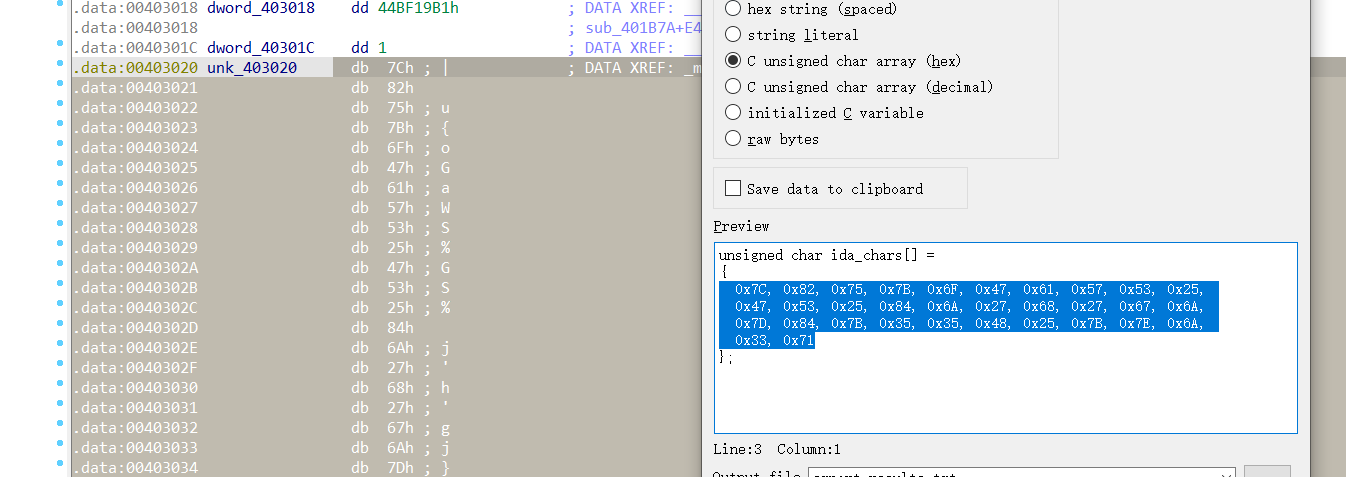 .data:00403018 dword_403018 dd 44BF19B1h ; DATA XREF: __
.data:00403018 ; sub_401B7A+E4
.data:0040301C dword_40301C dd 1 ; DATA XREF: __
.data:00403020 unk_403020 db 7Ch ; | ; DATA XREF: _m
.data:00403021 db 82h
.data:00403022 db 75h ; u
.data:00403023 db 7Bh ; {
.data:00403024 db 6Fh ; o
.data:00403025 db 47h ; G
.data:00403026 db 61h ; a
.data:00403027 db 57h ; W
.data:00403028 db 53h ; S
.data:00403029 db 25h ; %
.data:0040302A db 47h ; G
.data:0040302B db 53h ; S
.data:0040302C db 25h ; %
.data:0040302D db 84h
.data:0040302E db 6Ah ; j
.data:0040302F db 27h ; '
.data:00403030 db 68h ; h
.data:00403031 db 27h ; '
.data:00403032 db 67h ; g
.data:00403033 db 6Ah ; j
.data:00403034 db 7Dh ; }
hex string (spaced)
string literal
C unsigned char array (hex)
C unsigned char array (decimal)
initialized C variable
raw bytes
Save data to clipboard
Preview
unsigned char ida_chars[] =
{
0x7C, 0x82, 0x75, 0x7B, 0x6F, 0x47, 0x61, 0x57, 0x53, 0x25,
0x47, 0x53, 0x25, 0x84, 0x6A, 0x27, 0x68, 0x27, 0x67, 0x6A,
0x7D, 0x84, 0x7B, 0x35, 0x35, 0x48, 0x25, 0x7B, 0x7E, 0x6A,
0x33, 0x71
};
Line:3 Column:1
Output file